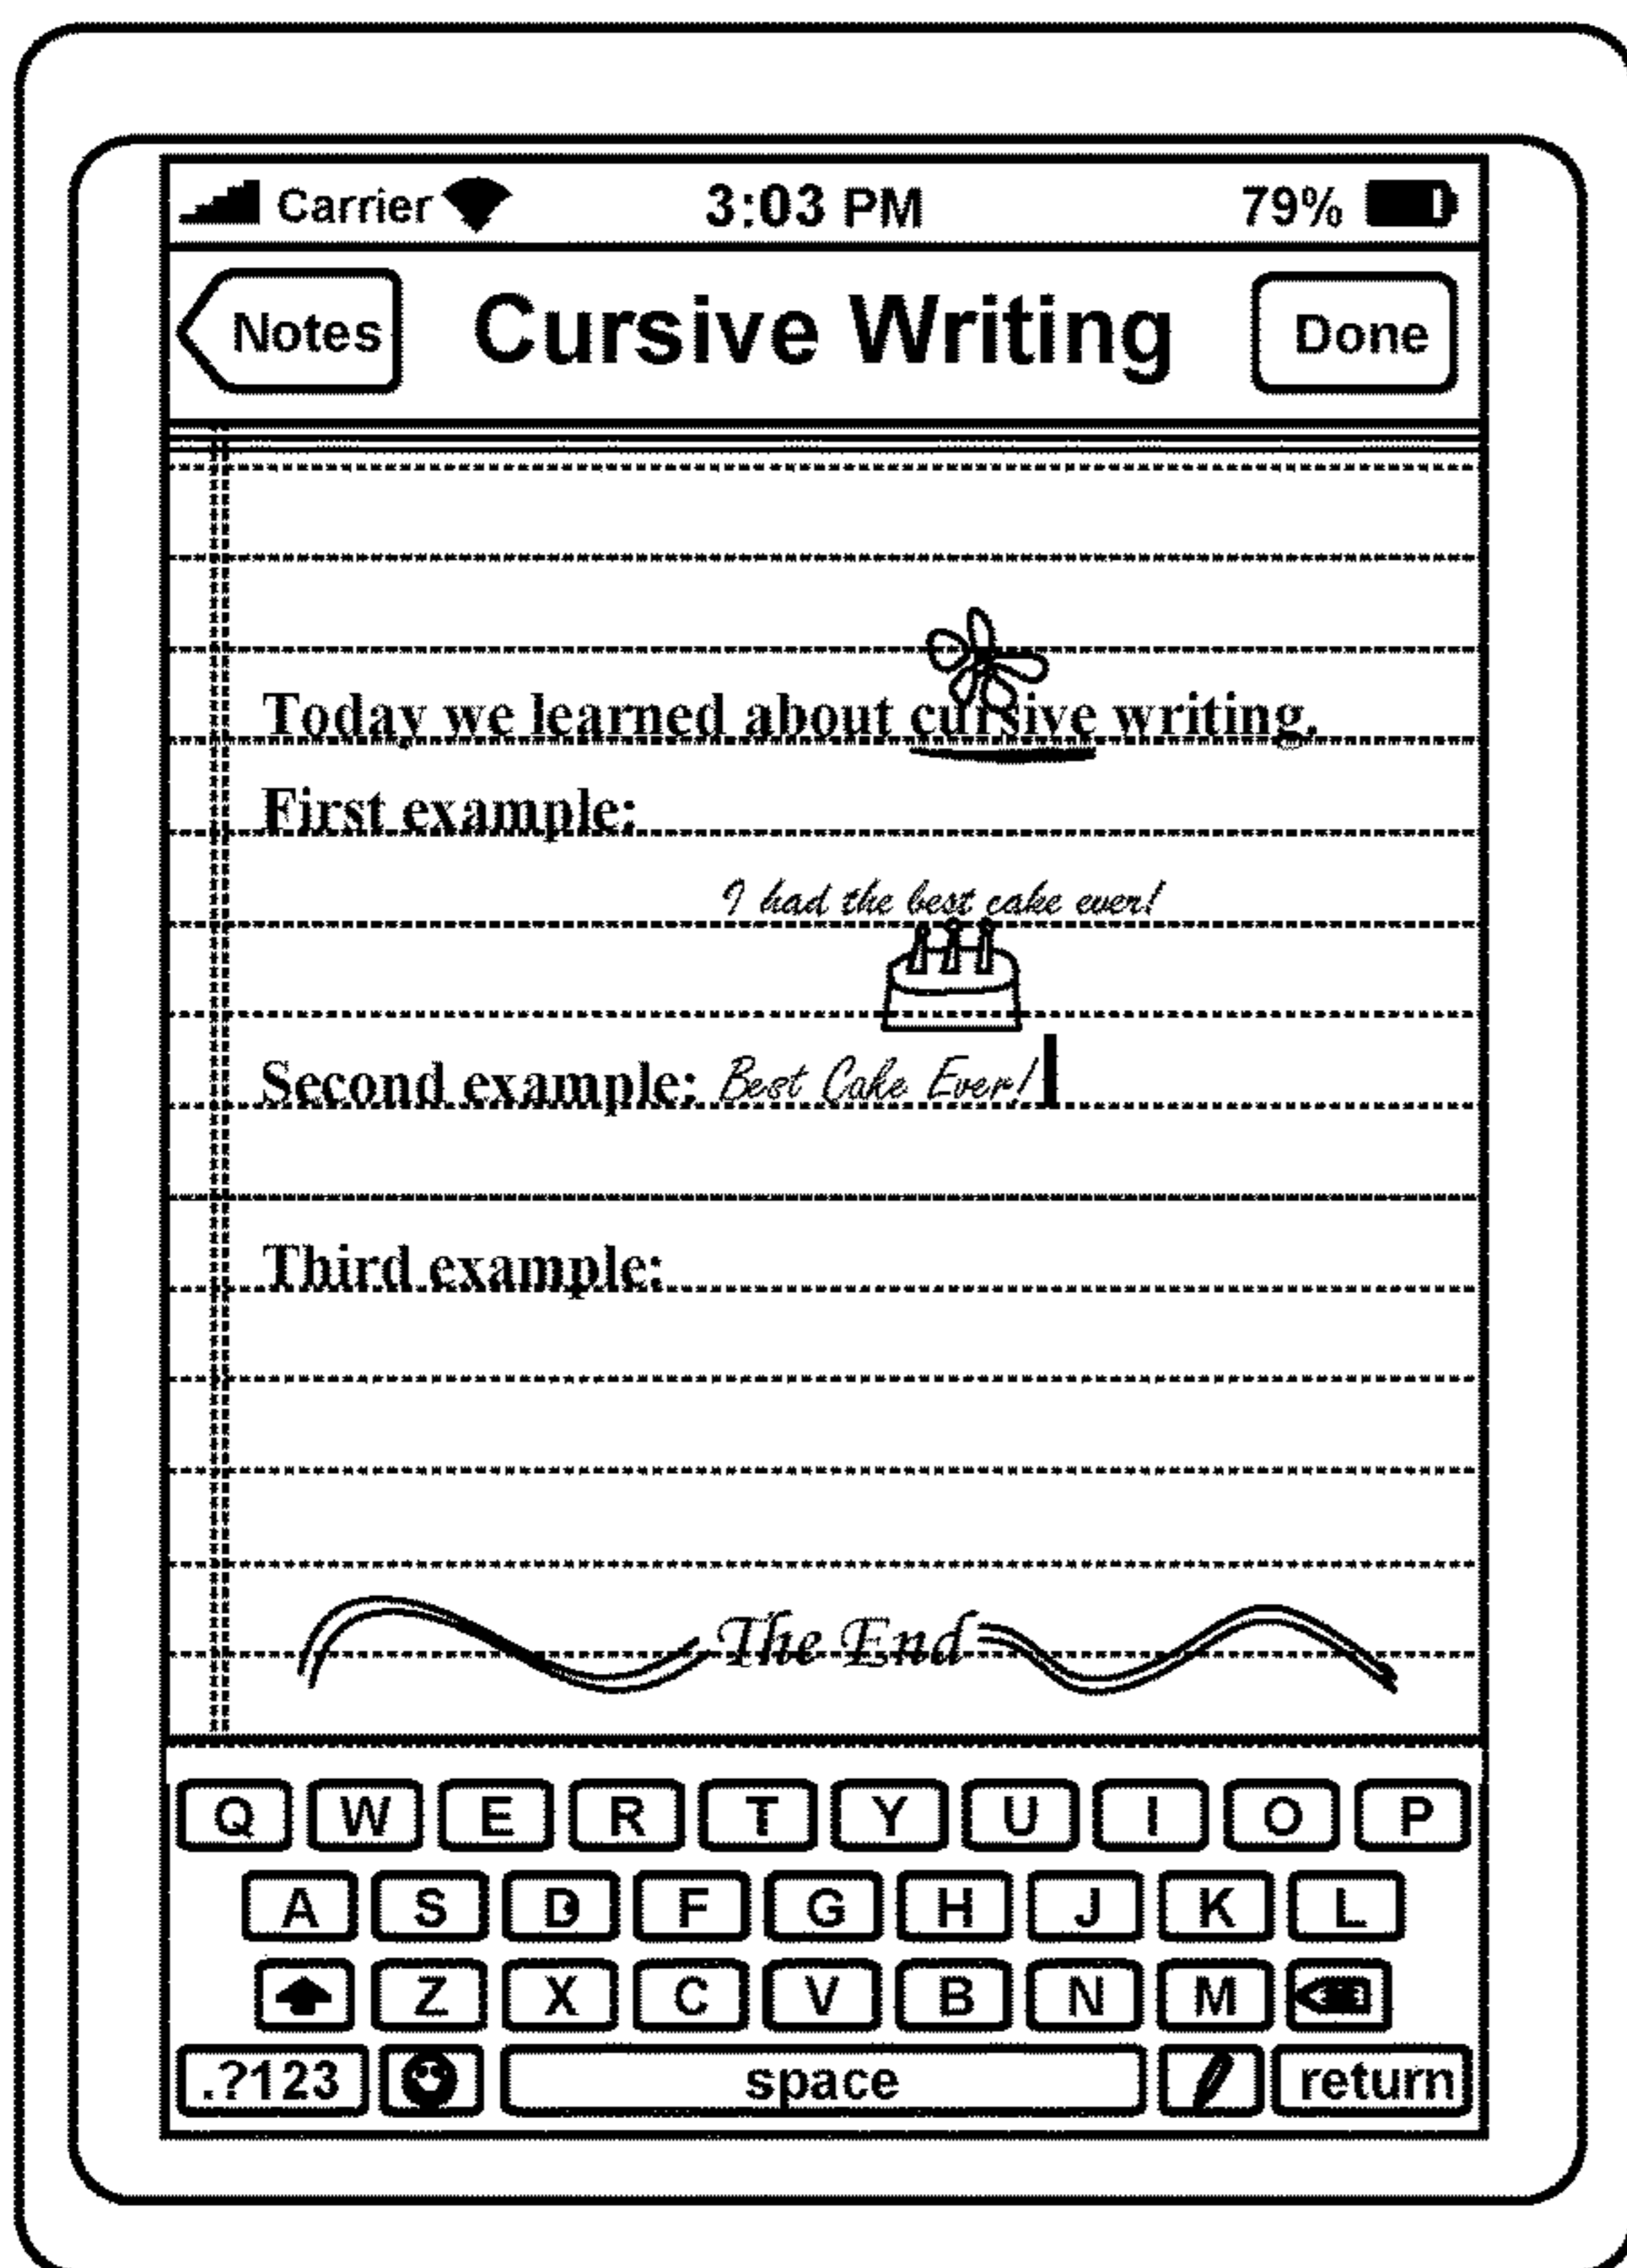 Carrier 3:03 PM 79%
Notes Cursive Writing Done
Today we learned about cursive writing.
First example:
I had the best cake ever!
Second example: Best Cake Ever!
Third example:
The End
Q W E R T Y U I O P
A S D F G H J K L
Z X C V B N M
.?123 space return